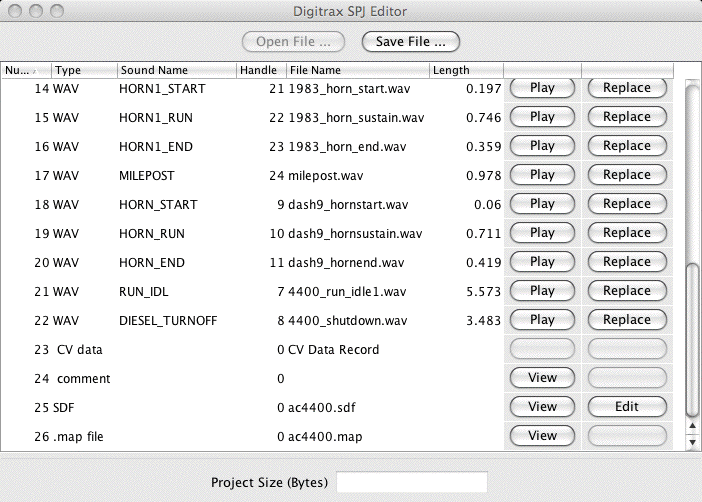 Digitrax SPJ Editor
Open File ... Save File ...
Nu... Type Sound Name Handle File Name Length
14 WAV HORN1_START 21 1983_horn_start.wav 0.197 Play Replace
15 WAV HORN1_RUN 22 1983_horn_sustain.wav 0.746 Play Replace
16 WAV HORN1_END 23 1983_horn_end.wav 0.359 Play Replace
17 WAV MILEPOST 24 milepost.wav 0.978 Play Replace
18 WAV HORN_START 9 dash9_hornstart.wav 0.06 Play Replace
19 WAV HORN_RUN 10 dash9_hornsustain.wav 0.711 Play Replace
20 WAV HORN_END 11 dash9_hornend.wav 0.419 Play Replace
21 WAV RUN_IDL 7 4400_run_idle1.wav 5.573 Play Replace
22 WAV DIESEL_TURNOFF 8 4400_shutdown.wav 3.483 Play Replace
23 CV data 0 CV Data Record
24 comment 0 View
25 SDF 0 ac4400.sdf View Edit
26 .map file 0 ac4400.map View
Project Size (Bytes)